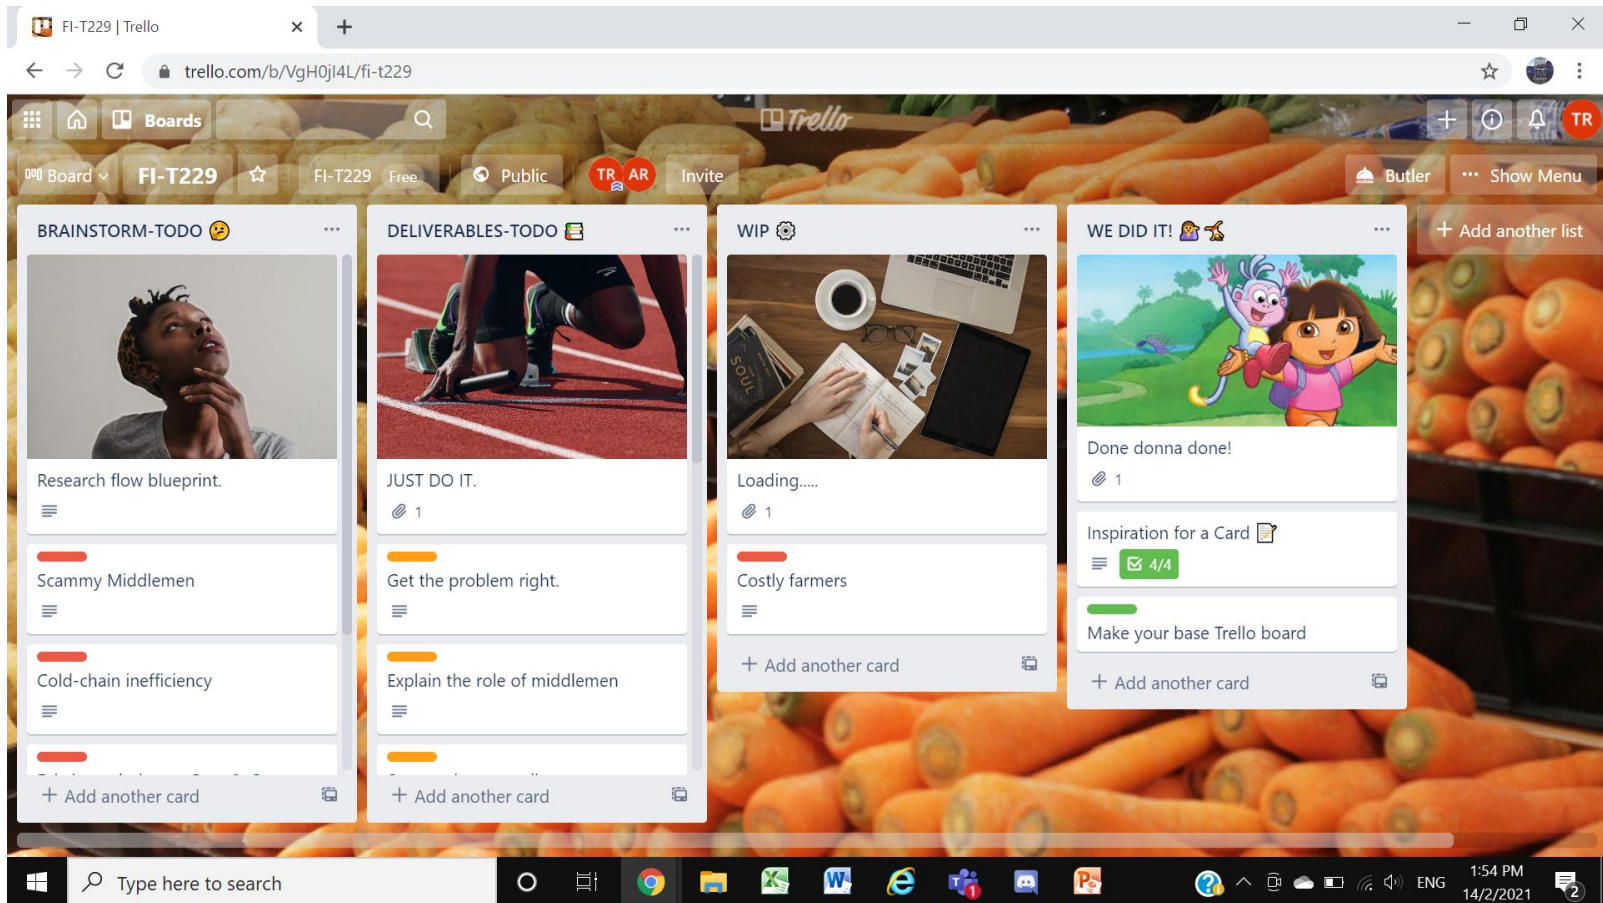 FI-T229 | Trello
trello.com/b/VgH0jI4L/fi-t229
Boards
Trello
TR
Board
FI-T229
FI-T229 Free
Public
TR AR
Invite
Butler
Show Menu
BRAINSTORM-TODO
Research flow blueprint.
Scammy Middlemen
Cold-chain inefficiency
+ Add another card
DELIVERABLES-TODO
JUST DO IT.
1
Get the problem right.
Explain the role of middlemen
+ Add another card
WIP
SOUL
Loading.....
1
Costly farmers
+ Add another card
WE DID IT!
Done donna done!
1
Inspiration for a Card
4/4
Make your base Trello board
+ Add another card
+ Add another list
Type here to search
1
ENG
1:54 PM
14/2/2021
2